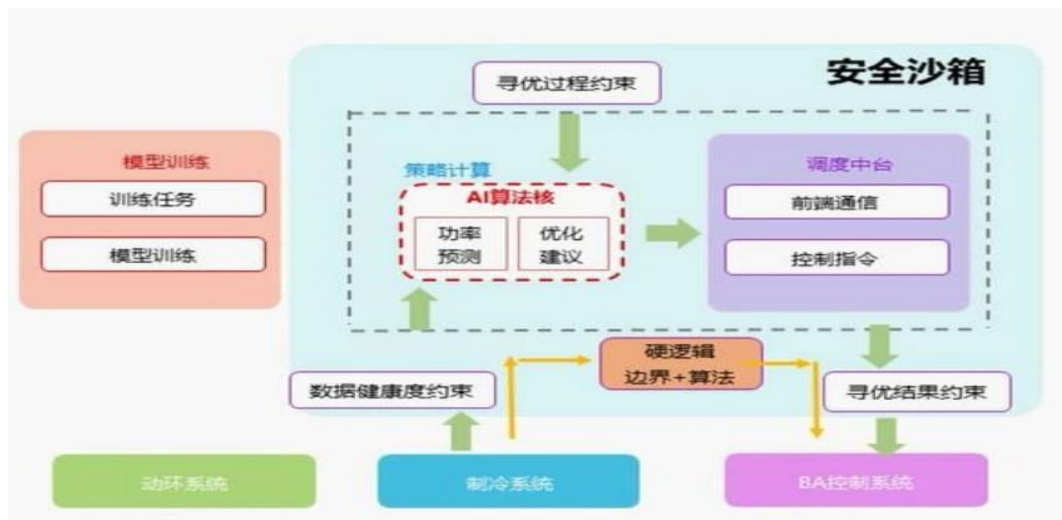 安全沙箱
寻优过程约束
模型训练
训练任务
模型训练
策略计算
AI算法核
功率
预测
优化
建议
调度中台
前端通信
控制指令
硬逻辑
边界+算法
数据健康度约束
寻优结果约束
动环系统
制冷系统
BA控制系统